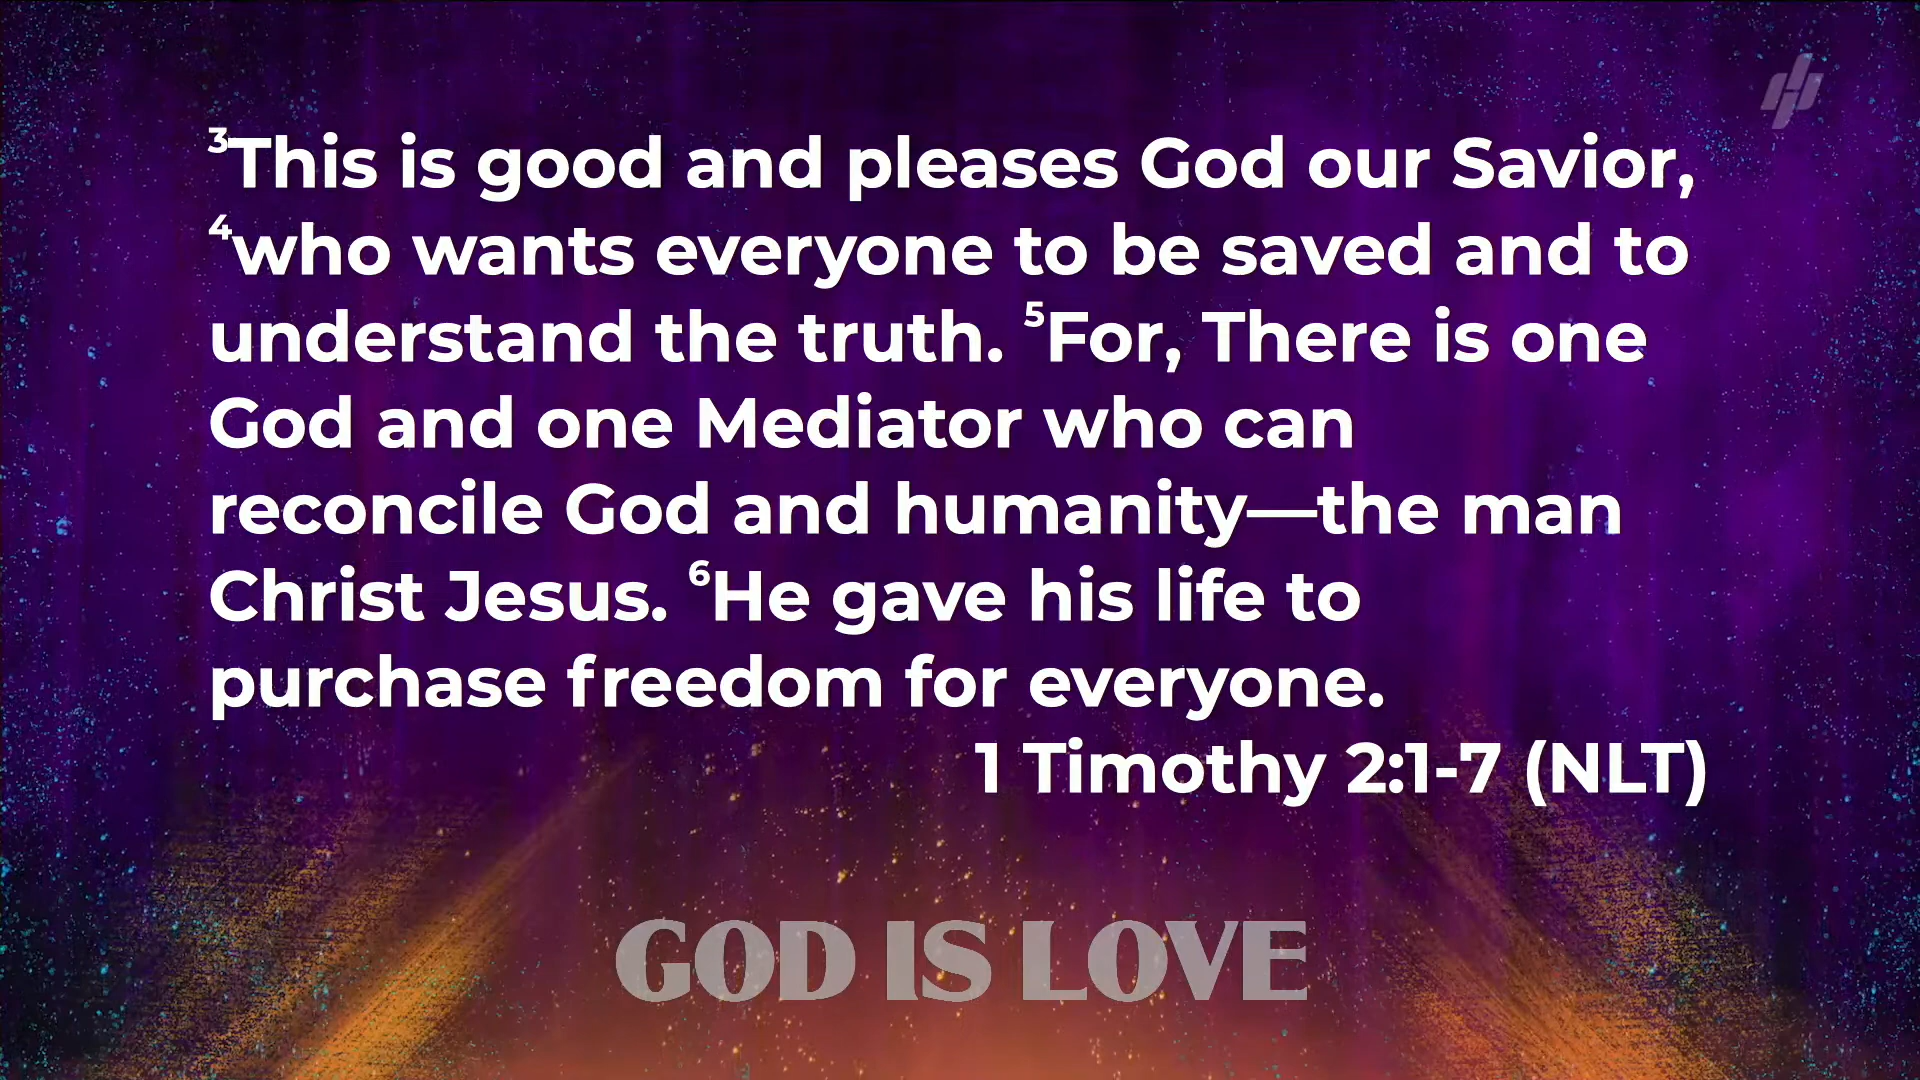 ³This is good and pleases God our Savior,
⁴who wants everyone to be saved and to
understand the truth. ⁵For, There is one
God and one Mediator who can
reconcile God and humanity—the man
Christ Jesus. ⁶He gave his life to
purchase freedom for everyone.
1 Timothy 2:1-7 (NLT)
GOD IS LOVE